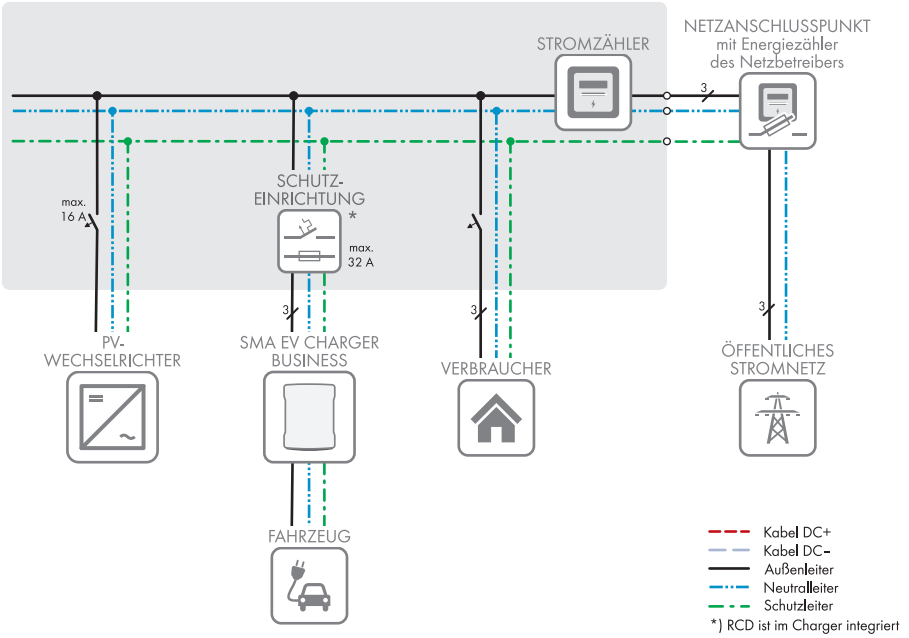 NETZANSCHLUSSPUNKT
mit Energiezähler
des Netzbetreibers
STROMZÄHLER
3
SCHUTZ-
EINRICHTUNG
*
max.
16 A
max.
32 A
3
3
3
PV-
WECHSELRICHTER
SMA EV CHARGER
BUSINESS
VERBRAUCHER
ÖFFENTLICHES
STROMNETZ
FAHRZEUG
Kabel DC+
Kabel DC–
Außenleiter
Neutralleiter
Schutzleiter
*) RCD ist im Charger integriert